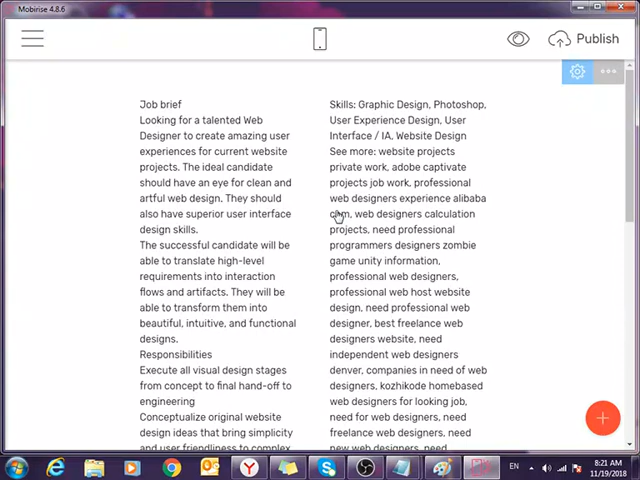 Mobirise 4.8.6
Publish
Job brief
Looking for a talented Web
Designer to create amazing user
experiences for current website
projects. The ideal candidate
should have an eye for clean and
artful web design. They should
also have superior user interface
design skills.
The successful candidate will be
able to translate high-level
requirements into interaction
flows and artifacts. They will be
able to transform them into
beautiful, intuitive, and functional
designs.
Responsibilities
Execute all visual design stages
from concept to final hand-off to
engineering
Conceptualize original website
design ideas that bring simplicity
and user friendliness to complex
Skills: Graphic Design, Photoshop,
User Experience Design, User
Interface / IA, Website Design
See more: website projects
private work, adobe captivate
projects job work, professional
web designers experience alibaba
web designers calculation
projects, need professional
programmers designers zombie
game unity information,
professional web designers,
professional web host website
design, need professional web
designer, best freelance web
designers website, need
independent web designers
denver, companies in need of web
designers, kozhikode homebased
web designers for looking job,
need for web designers, need
freelance web designers, need
new web designers, need
EN
8:21 AM
11/19/2018